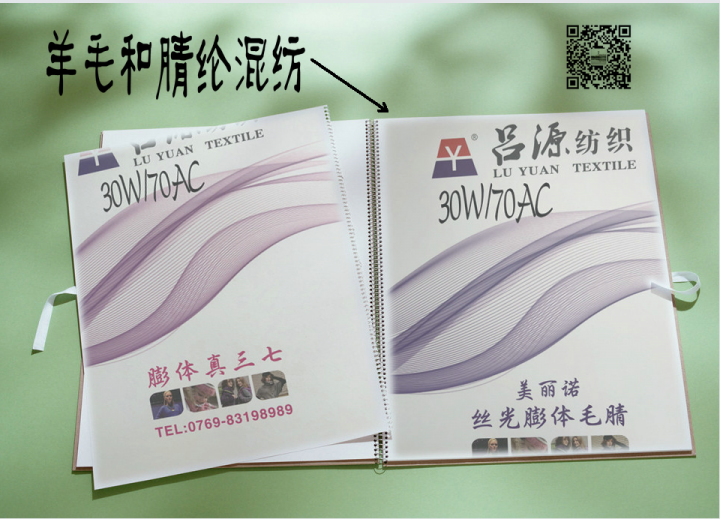 羊毛和腈纶混纺
LU YUAN TEXTILE
30W/70AC
膨体真三七
TEL:0769-83198989
Y®
吕源纺织
LU YUAN TEXTILE
30W/70AC
美丽诺
丝光膨体毛腈